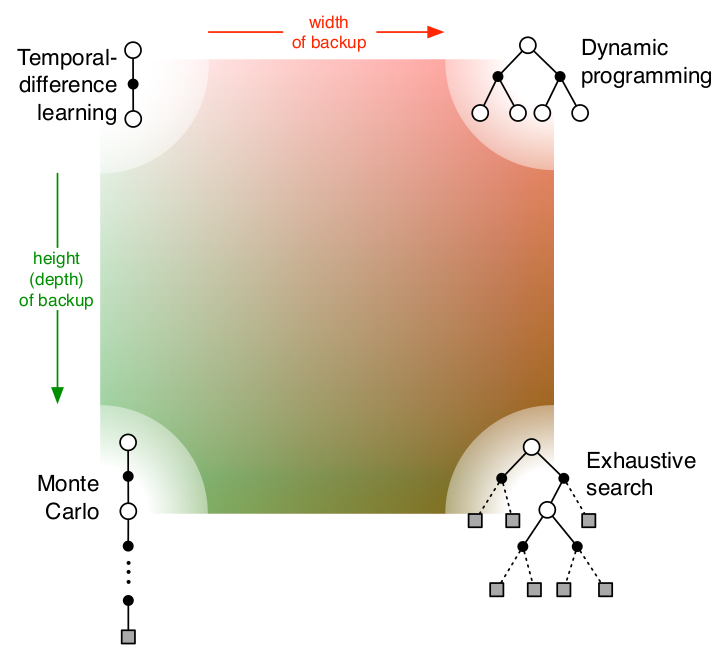 width
of backup
Temporal-
difference
learning
Dynamic
programming
height
(depth)
of backup
Monte
Carlo
Exhaustive
search